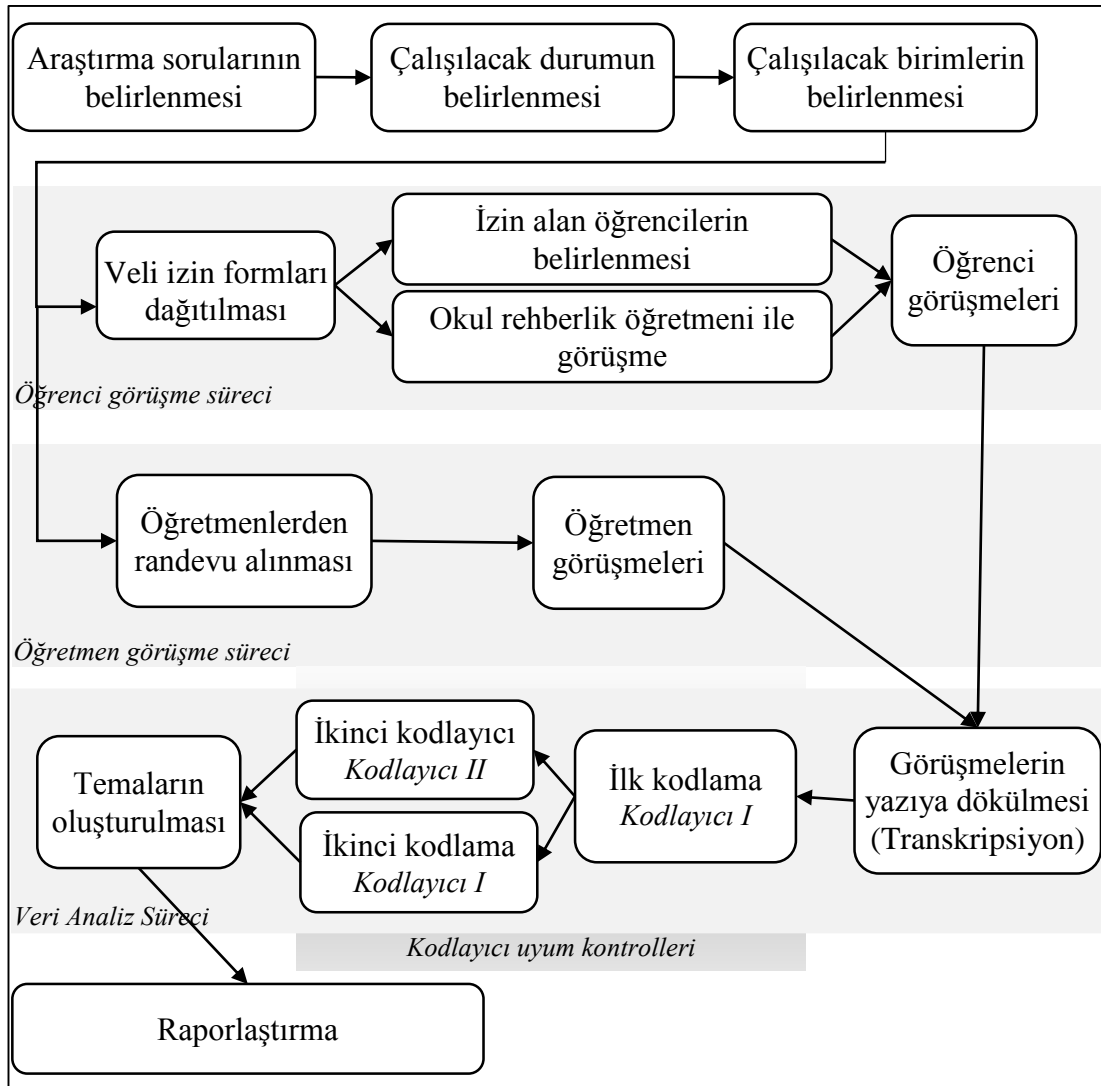 Araştırma sorularının
belirlenmesi
Çalışılacak durumun
belirlenmesi
Çalışılacak birimlerin
belirlenmesi
Veli izin formları
dağıtılması
İzin alan öğrencilerin
belirlenmesi
Okul rehberlik öğretmeni ile
görüşme
Öğrenci
görüşmeleri
Öğrenci görüşme süreci
Öğretmenlerden
randevu alınması
Öğretmen
görüşmeleri
Öğretmen görüşme süreci
Görüşmelerin
yazıya dökülmesi
(Transkripsiyon)
İlk kodlama
Kodlayıcı I
İkinci kodlayıcı
Kodlayıcı II
İkinci kodlama
Kodlayıcı I
Temaların
oluşturulması
Veri Analiz Süreci
Kodlayıcı uyum kontrolleri
Raporlaştırma